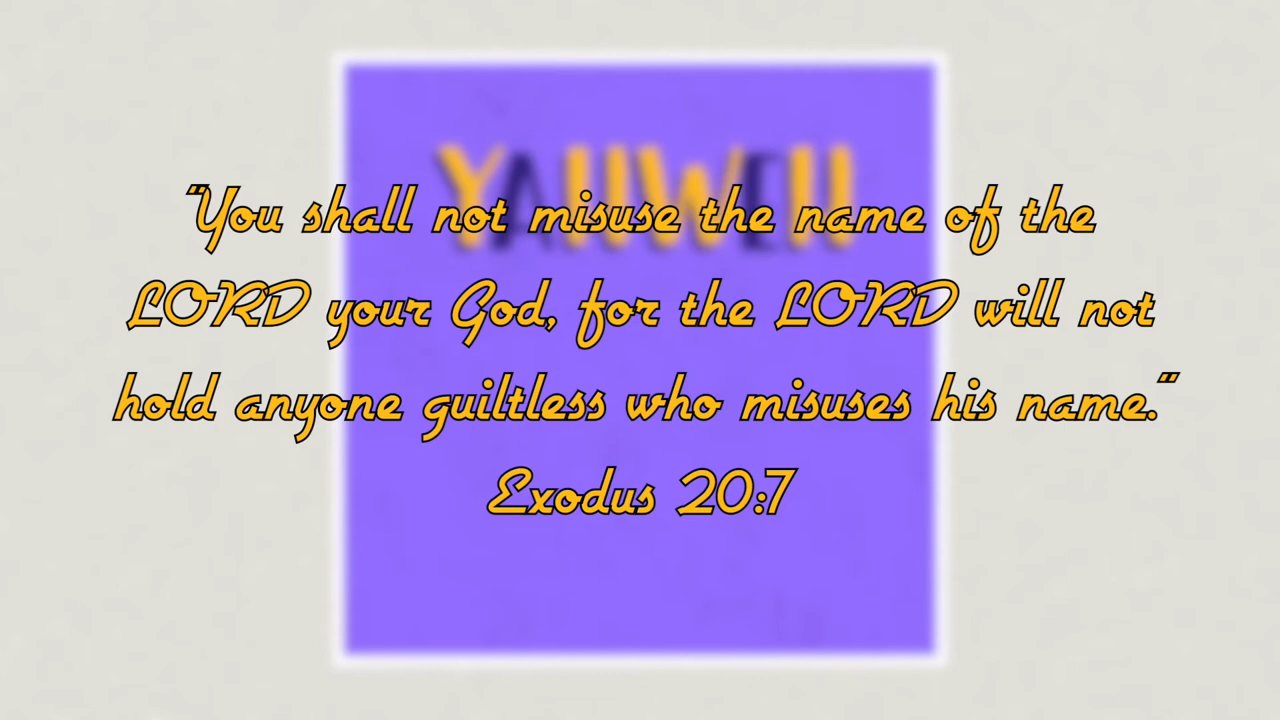 YAHWEH
"You shall not misuse the name of the
LORD your God, for the LORD will not
hold anyone guiltless who misuses his name."
Exodus 20:7